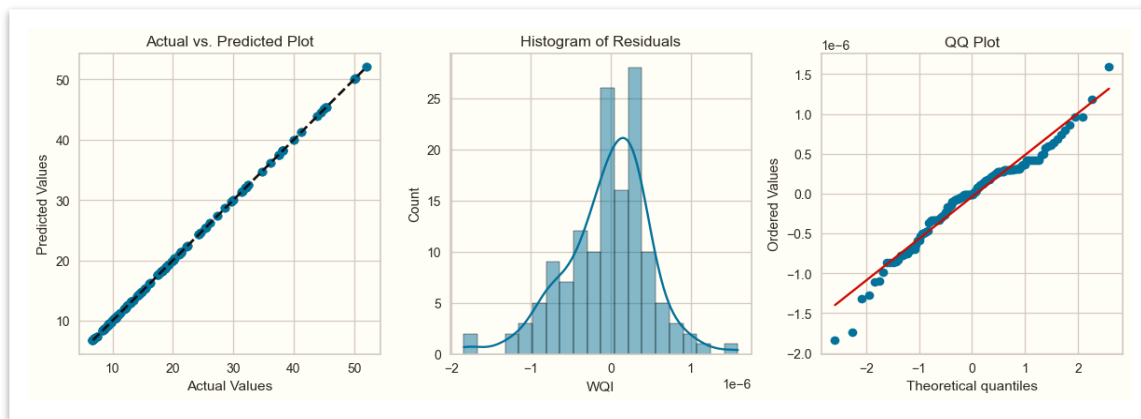 Actual vs. Predicted Plot
50
40
30
20
10
Predicted Values
10 20 30 40 50
Actual Values
Histogram of Residuals
25
20
15
10
5
0
Count
−2 −1 0 1
1e−6
WQI
QQ Plot
1e−6
1.5
1.0
0.5
0.0
−0.5
−1.0
−1.5
−2.0
Ordered Values
−2 −1 0 1 2
Theoretical quantiles